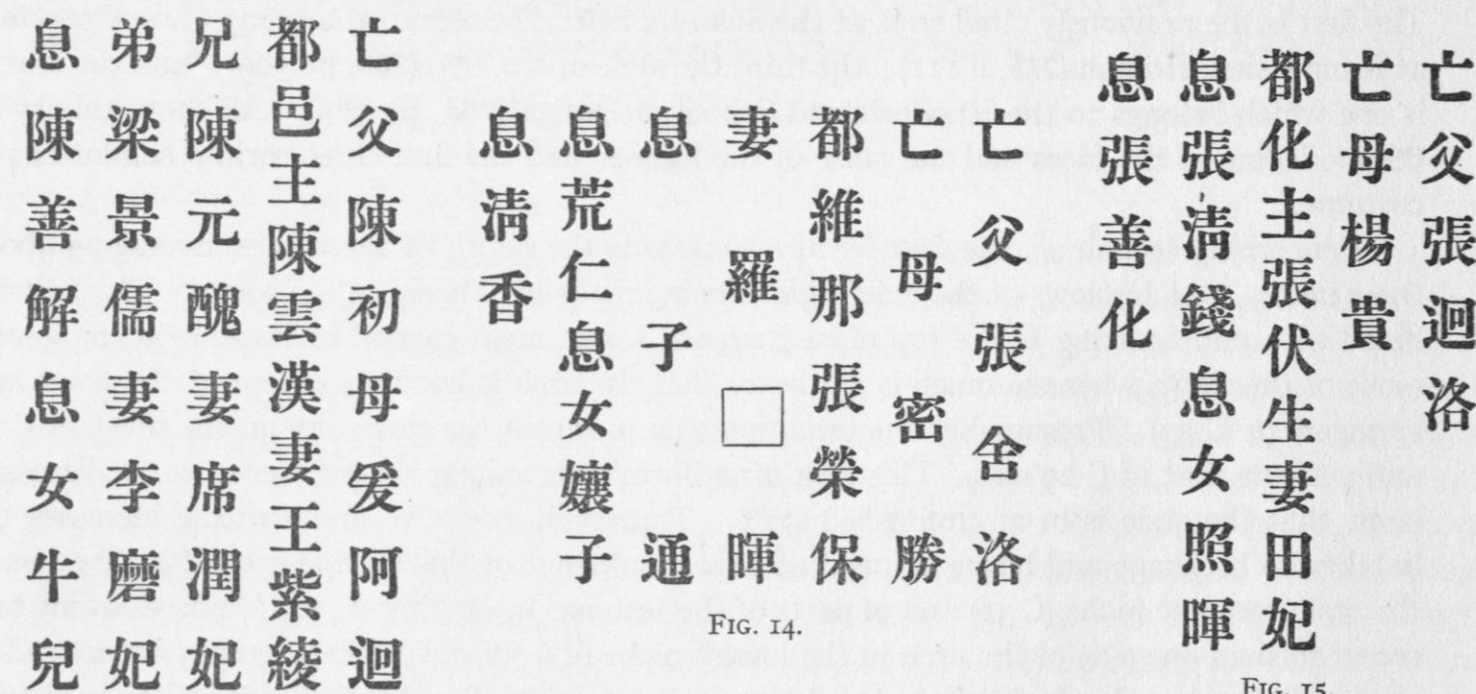 亡父張迴洛
亡母楊貴
都化主張伏生妻田妃
息張淸錢息女照暉
息張善化
FIG. 15.
亡父張舍洛
亡母密勝
都維那張榮保
妻羅□暉
息子通
息荒仁息女孃子
息淸香
FIG. 14.
亡父陳初母爰阿迴
都邑王陳雲漢妻王紫綾
兄陳元醜妻席潤妃
弟梁景儒妻李磨妃
息陳善解息女牛兒